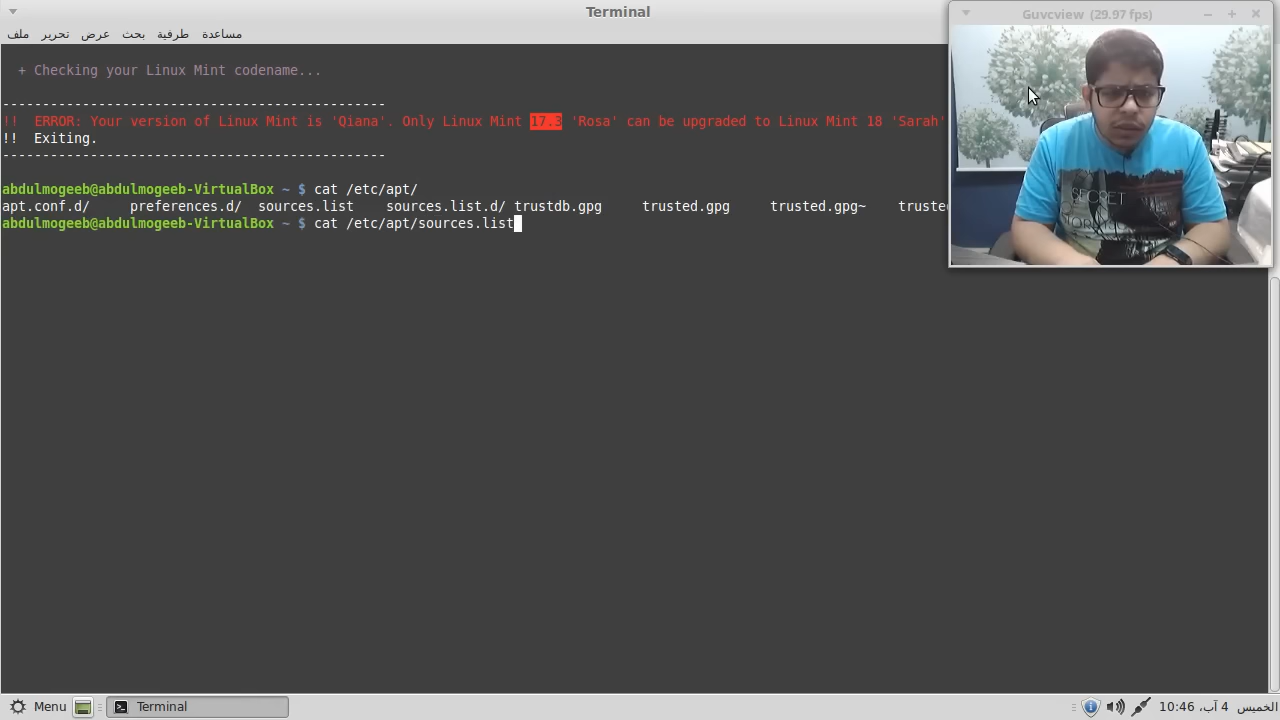 Terminal
Guvcview (29.97 fps)
ملف تحرير عرض بحث طرفية مساعدة
+ Checking your Linux Mint codename...
------------------------------------------------
!! ERROR: Your version of Linux Mint is 'Qiana'. Only Linux Mint 17.3 'Rosa' can be upgraded to Linux Mint 18 'Sarah'
!! Exiting.
------------------------------------------------
abdulmogeeb@abdulmogeeb-VirtualBox ~ $ cat /etc/apt/
apt.conf.d/ preferences.d/ sources.list sources.list.d/ trustdb.gpg trusted.gpg trusted.gpg~
abdulmogeeb@abdulmogeeb-VirtualBox ~ $ cat /etc/apt/sources.list
SECRET
Menu Terminal الخميس 4 آب، 10:46